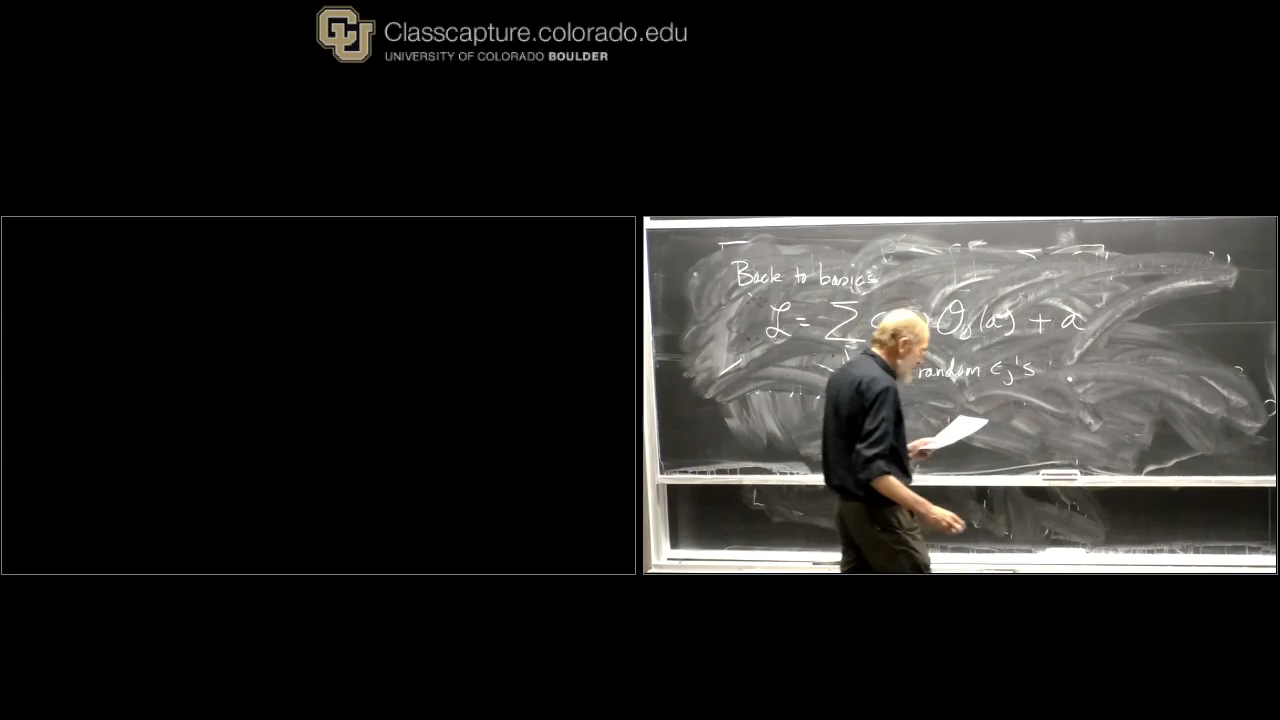 Classcapture.colorado.edu
UNIVERSITY OF COLORADO BOULDER
Back to basics
ℒ = ∑ O (a) + a
random ϵⱼ's